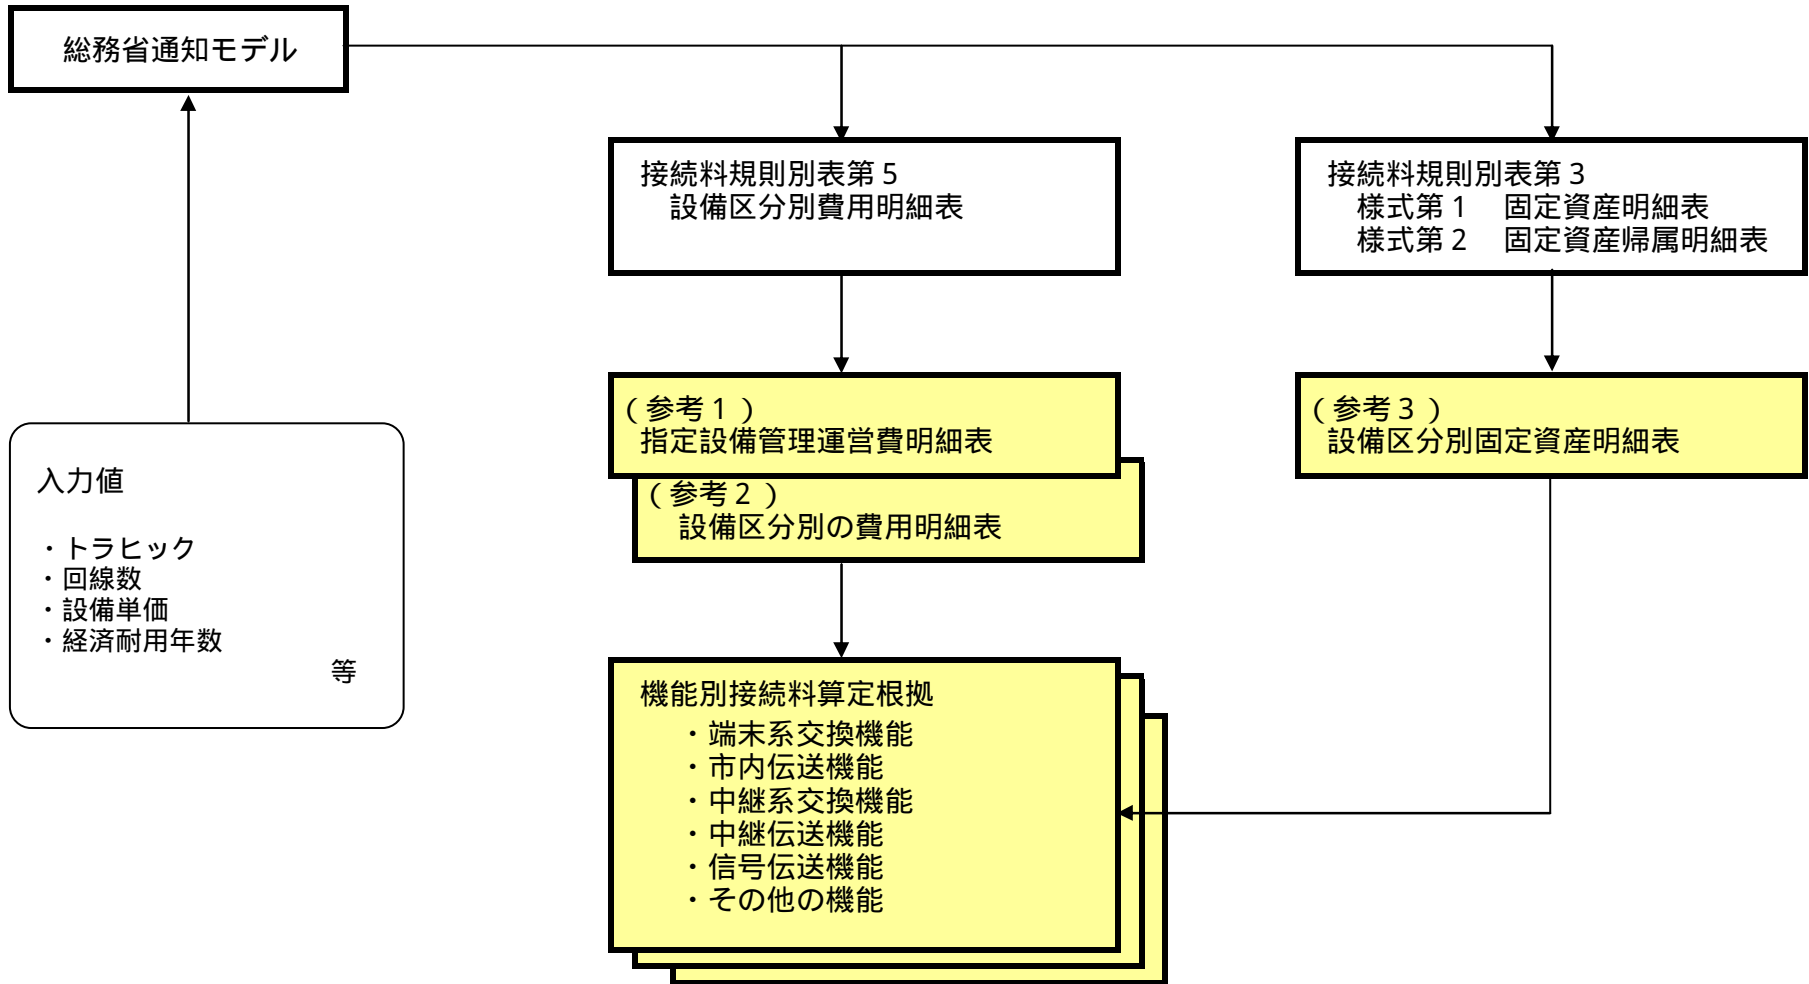 総務省通知モデル
接続料規則別表第5
設備区分別費用明細表
接続料規則別表第3
様式第1　固定資産明細表
様式第2　固定資産帰属明細表
(参考1)
指定設備管理運営費明細表
(参考2)
設備区分別の費用明細表
(参考3)
設備区分別固定資産明細表
入力値
・トラヒック
・回線数
・設備単価
・経済耐用年数
等
機能別接続料算定根拠
・端末系交換機能
・市内伝送機能
・中継系交換機能
・中継伝送機能
・信号伝送機能
・その他の機能